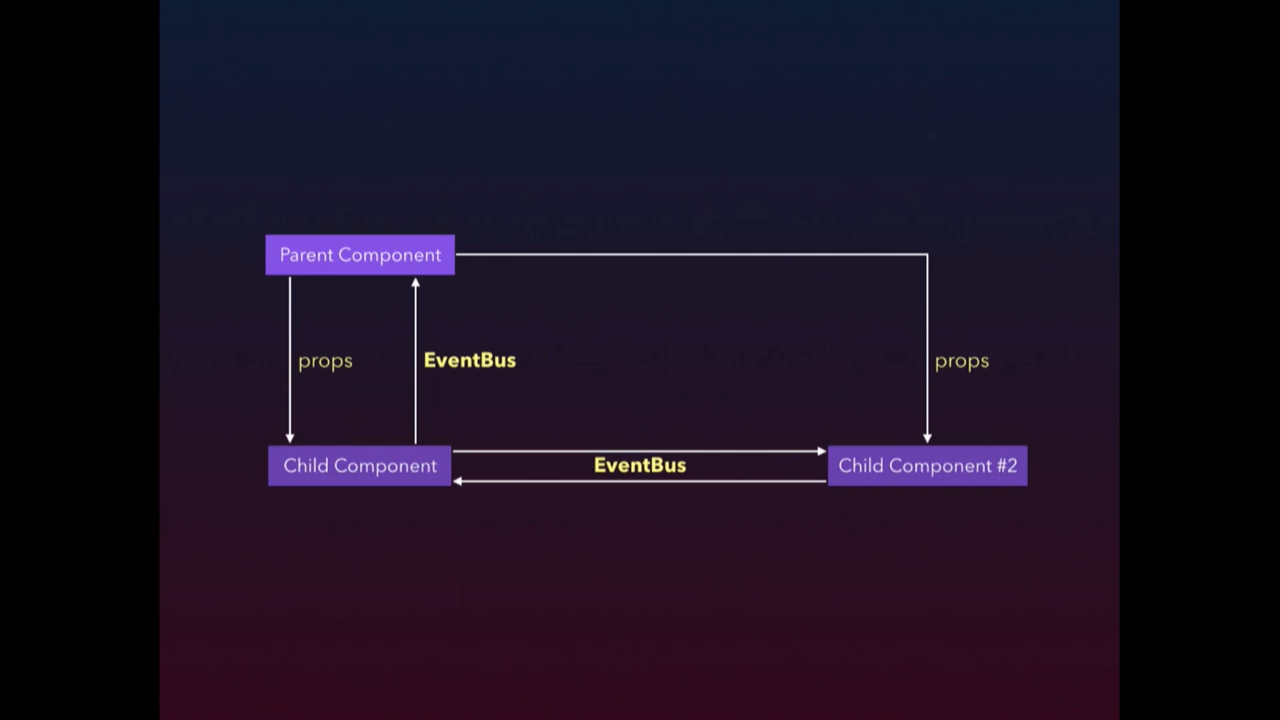 Parent Component
props
EventBus
props
Child Component
EventBus
Child Component #2